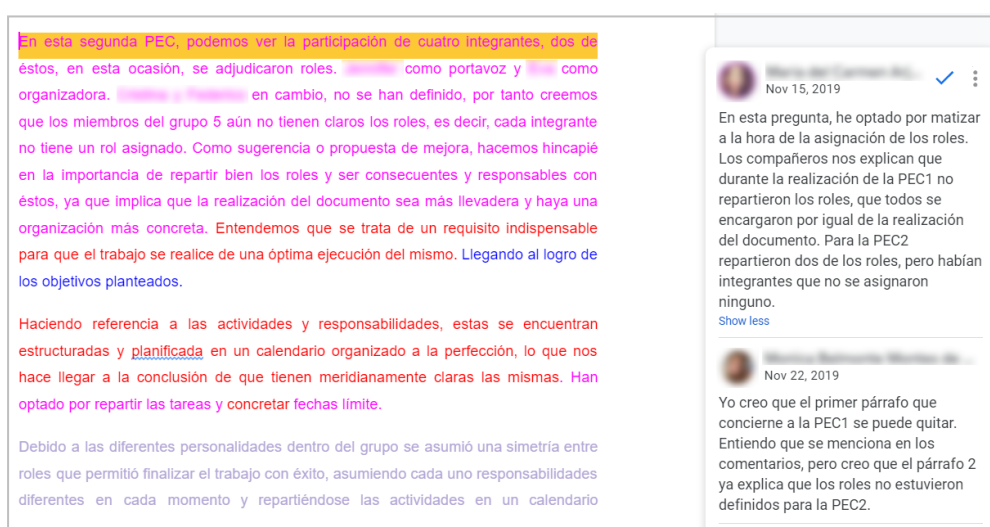 En esta segunda PEC, podemos ver la participación de cuatro integrantes, dos de
éstos, en esta ocasión, se adjudicaron roles. como portavoz y como
organizadora. en cambio, no se han definido, por tanto creemos
que los miembros del grupo 5 aún no tienen claros los roles, es decir, cada integrante
no tiene un rol asignado. Como sugerencia o propuesta de mejora, hacemos hincapiè
en la importancia de repartir bien los roles y ser consecuentes y responsables con
éstos, ya que implica que la realización del documento sea más llevadera y haya una
organización más concreta. Entendemos que se trata de un requisito indispensable
para que el trabajo se realice de una óptima ejecución del mismo. Llegando al logro de
los objetivos planteados.
Haciendo referencia a las actividades y responsabilidades, estas se encuentran
estructuradas y planificada en un calendario organizado a la perfección, lo que nos
hace llegar a la conclusión de que tienen meridianamente claras las mismas. Han
optado por repartir las tareas y concretar fechas límite.
Debido a las diferentes personalidades dentro del grupo se asumió una simetría entre
roles que permitió finalizar el trabajo con éxito, asumiendo cada uno responsabilidades
diferentes en cada momento y repartiéndose las actividades en un calendario
Nov 15, 2019
En esta pregunta, he optado por matizar
a la hora de la asignación de los roles.
Los compañeros nos explican que
durante la realización de la PEC1 no
repartieron los roles, que todos se
encargaron por igual de la realización
del documento. Para la PEC2
repartieron dos de los roles, pero habían
integrantes que no se asignaron
ninguno.
Show less
Nov 22, 2019
Yo creo que el primer párrafo que
concierne a la PEC1 se puede quitar.
Entiendo que se menciona en los
comentarios, pero creo que el párrafo 2
ya explica que los roles no estuvieron
definidos para la PEC2.